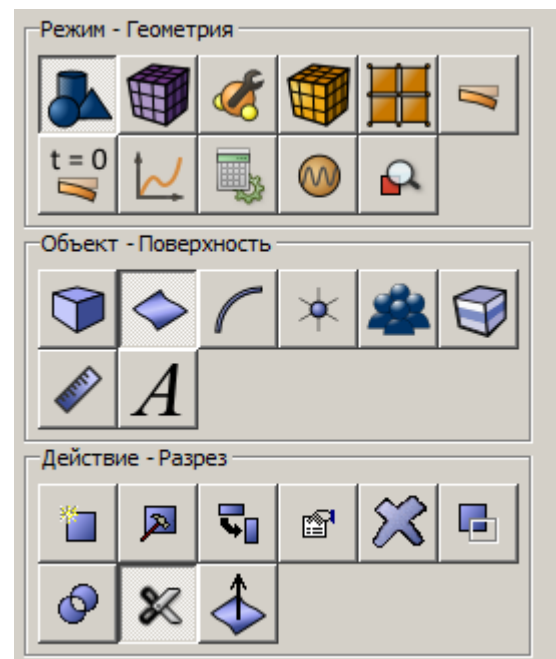 Режим - Геометрия
t = 0
Объект - Поверхность
A
Действие - Разрез